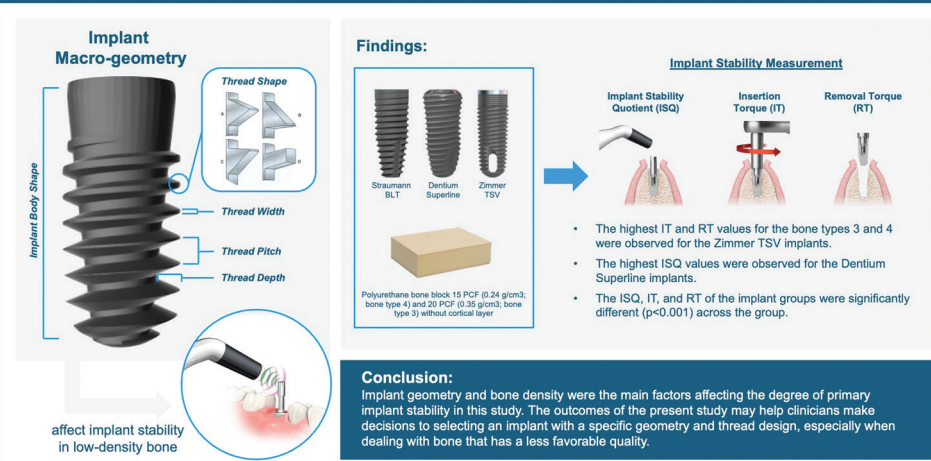 Implant
Macro-geometry
Implant Body Shape
Thread Shape
A
B
C
D
Thread Width
Thread Pitch
Thread Depth
affect implant stability
in low-density bone
Findings:
Straumann
BLT
Dentium
Superline
Zimmer
TSV
Polyurethane bone block 15 PCF (0.24 g/cm3;
bone type 4) and 20 PCF (0.35 g/cm3; bone
type 3) without cortical layer
Implant Stability Measurement
Implant Stability
Quotient (ISQ)
Insertion
Torque (IT)
Removal Torque
(RT)
• The highest IT and RT values for the bone types 3 and 4
were observed for the Zimmer TSV implants.
• The highest ISQ values were observed for the Dentium
Superline implants.
• The ISQ, IT, and RT of the implant groups were significantly
different (p<0.001) across the group.
Conclusion:
Implant geometry and bone density were the main factors affecting the degree of primary
implant stability in this study. The outcomes of the present study may help clinicians make
decisions to selecting an implant with a specific geometry and thread design, especially when
dealing with bone that has a less favorable quality.